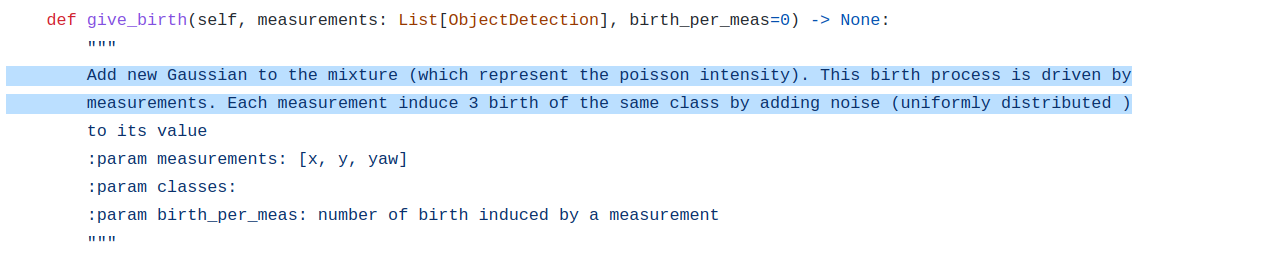 def give_birth(self, measurements: List[ObjectDetection], birth_per_meas=0) -> None:
"""
Add new Gaussian to the mixture (which represent the poisson intensity). This birth process is driven by
measurements. Each measurement induce 3 birth of the same class by adding noise (uniformly distributed )
to its value
:param measurements: [x, y, yaw]
:param classes:
:param birth_per_meas: number of birth induced by a measurement
"""